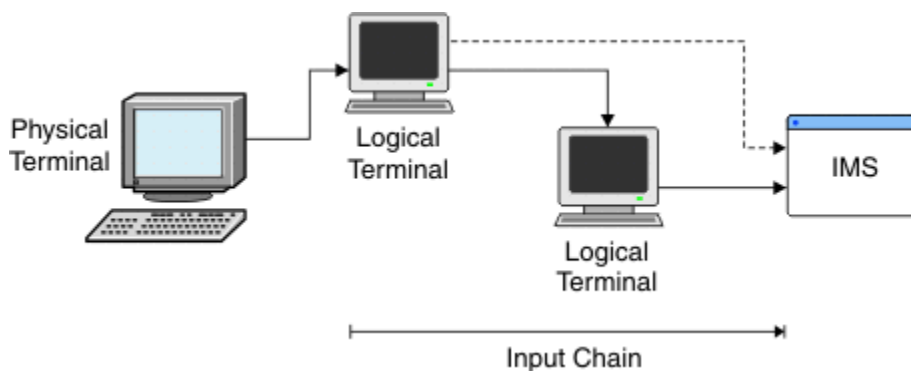 Physical
Terminal
Logical
Terminal
Logical
Terminal
IMS
Input Chain